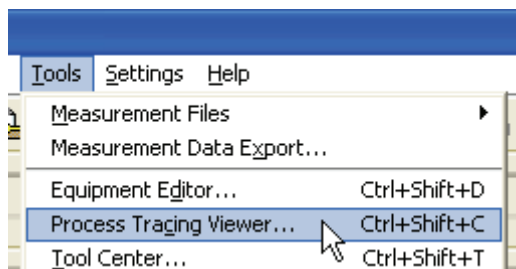 Tools Settings Help
Measurement Files
Measurement Data Export...
Equipment Editor... Ctrl+Shift+D
Process Tracing Viewer... Ctrl+Shift+C
Tool Center... Ctrl+Shift+T